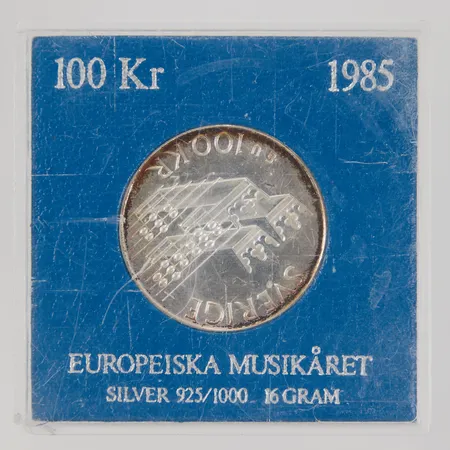 100 Kr 1985
100 KR
SVERIGE
EUROPEISKA MUSIKÅRET
SILVER 925/1000 16 GRAM